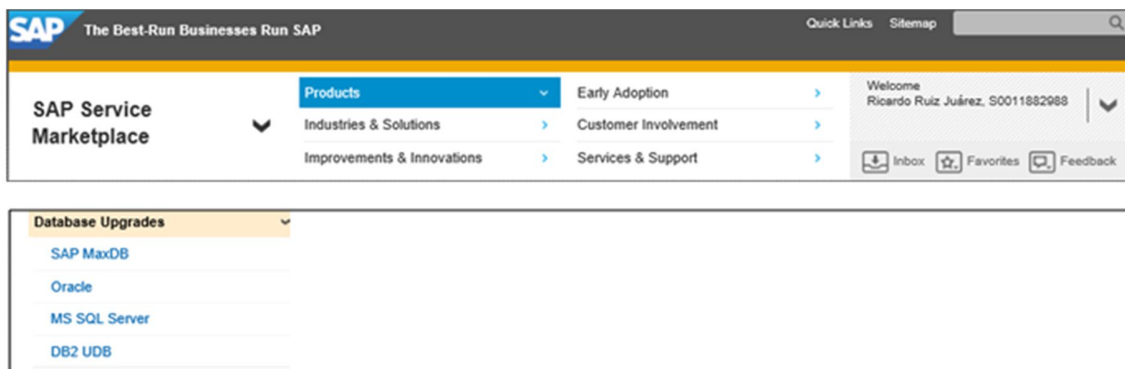 SAP The Best-Run Businesses Run SAP
Quick Links Sitemap
SAP Service
Marketplace
Products
Industries & Solutions
Improvements & Innovations
Early Adoption
Customer Involvement
Services & Support
Welcome
Ricardo Ruiz Juárez, S0011882988
Inbox Favorites Feedback
Database Upgrades
SAP MaxDB
Oracle
MS SQL Server
DB2 UDB